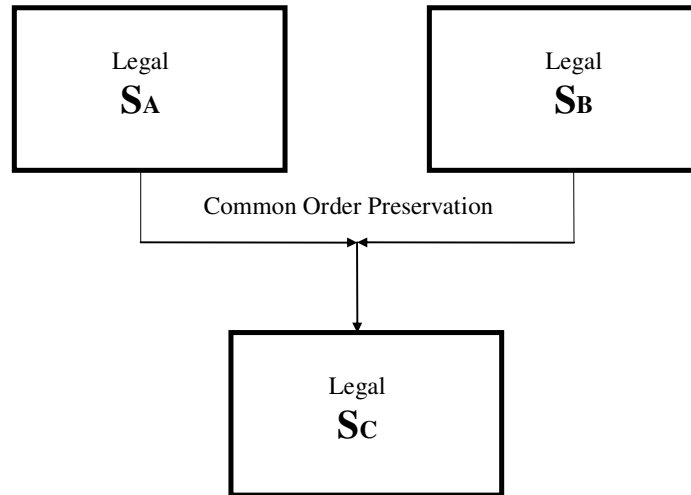 Legal
SA
Legal
SB
Common Order Preservation
Legal
SC